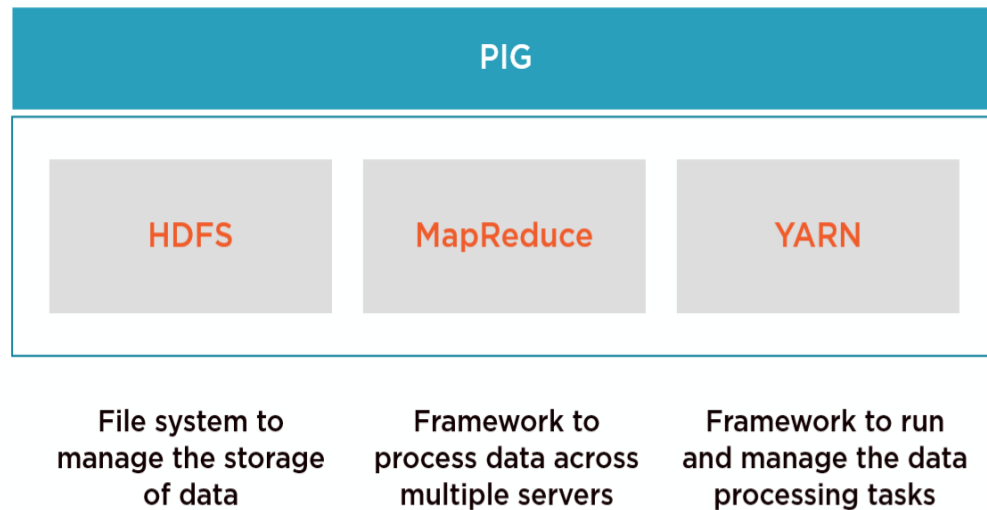 PIG
HDFS
MapReduce
YARN
File system to
manage the storage
of data
Framework to
process data across
multiple servers
Framework to run
and manage the data
processing tasks